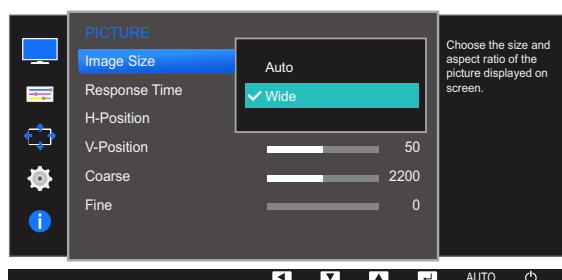 PICTURE
Image Size
Response Time
H-Position
V-Position 50
Coarse 2200
Fine 0
Auto
Wide
Choose the size and
aspect ratio of the
picture displayed on
screen.
AUTO